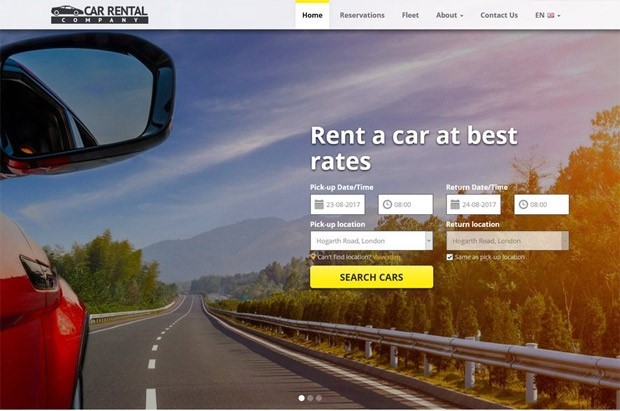 CAR RENTAL
COMPANY
Home Reservations Fleet About Us Contact Us EN
Rent a car at best
rates
Pick-up Date/Time Return Date/Time
23-08-2017 08:00 24-08-2017 08:00
Pick-up location Return location
Hogarth Road, London Hogarth Road, London
Can't find location? View map Same as pick-up location
SEARCH CARS